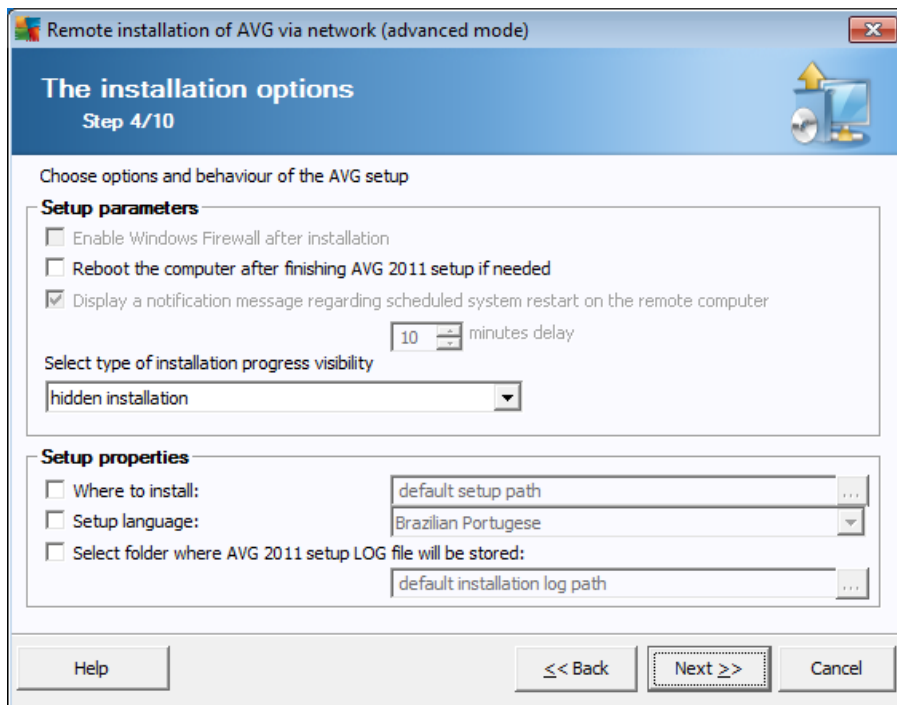 Remote installation of AVG via network (advanced mode)
The installation options
Step 4/10
Choose options and behaviour of the AVG setup
Setup parameters
Enable Windows Firewall after installation
Reboot the computer after finishing AVG 2011 setup if needed
Display a notification message regarding scheduled system restart on the remote computer
10 minutes delay
Select type of installation progress visibility
hidden installation
Setup properties
Where to install: default setup path ...
Setup language: Brazilian Portugese
Select folder where AVG 2011 setup LOG file will be stored:
default installation log path ...
Help << Back Next >> Cancel